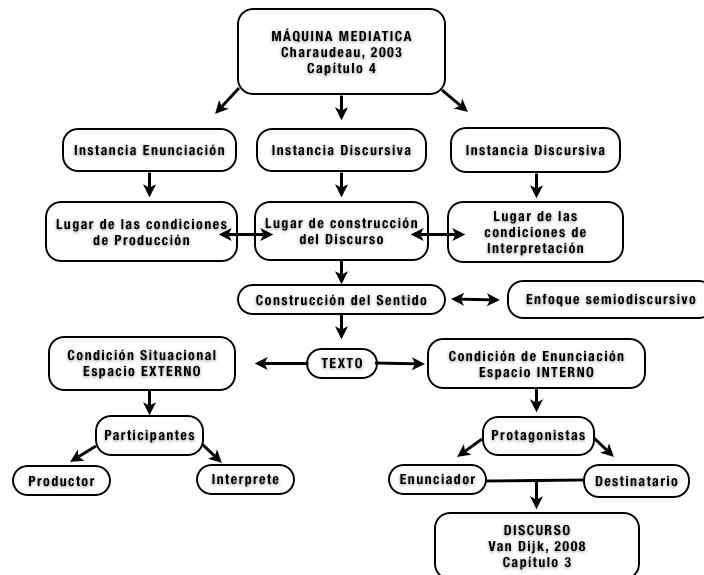 MÁQUINA MEDIATICA
Charaudeau, 2003
Capítulo 4
Instancia Enunciación
Instancia Discursiva
Instancia Discursiva
Lugar de las condiciones
de Producción
Lugar de construcción
del Discurso
Lugar de las
condiciones de
Interpretación
Construcción del Sentido
Enfoque semiodiscursivo
Condición Situacional
Espacio EXTERNO
TEXTO
Condición de Enunciación
Espacio INTERNO
Participantes
Protagonistas
Productor
Interprete
Enunciador
Destinatario
DISCURSO
Van Dijk, 2008
Capítulo 3